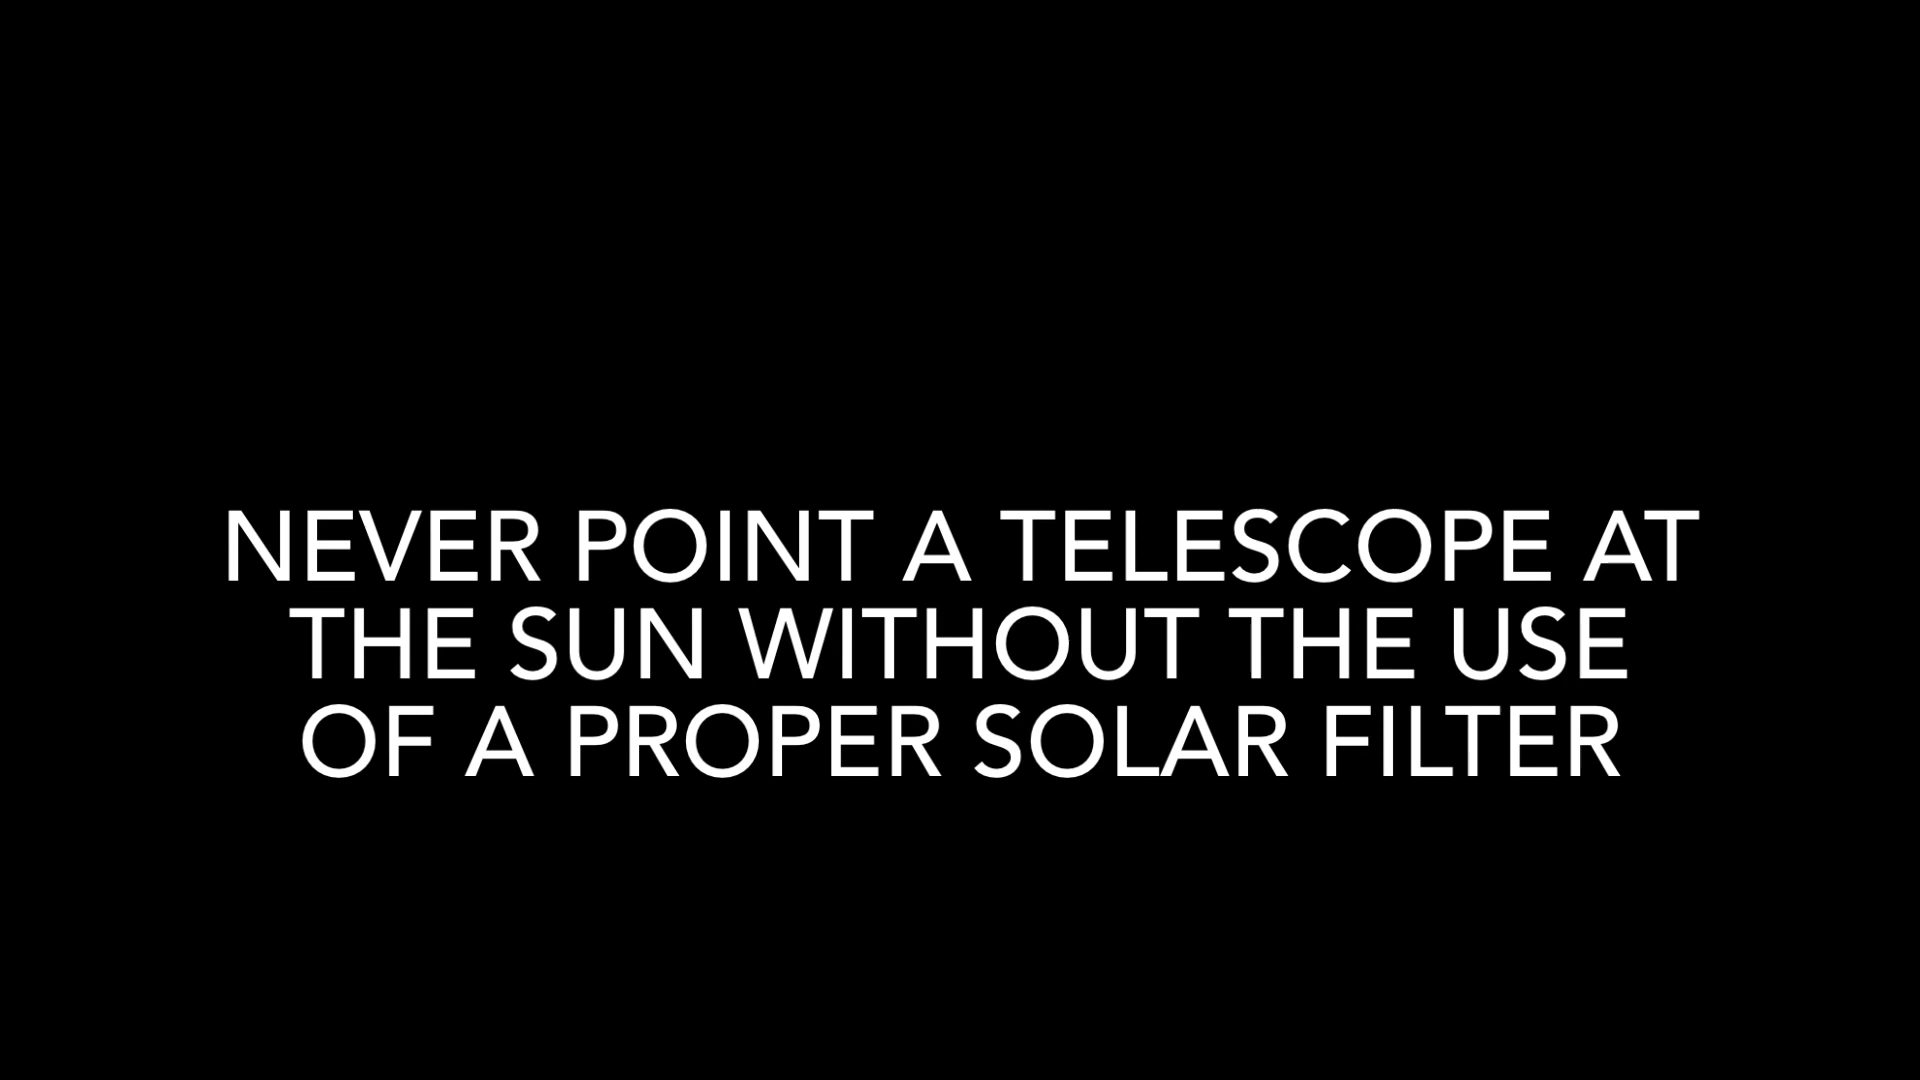 NEVER POINT A TELESCOPE AT
THE SUN WITHOUT THE USE
OF A PROPER SOLAR FILTER